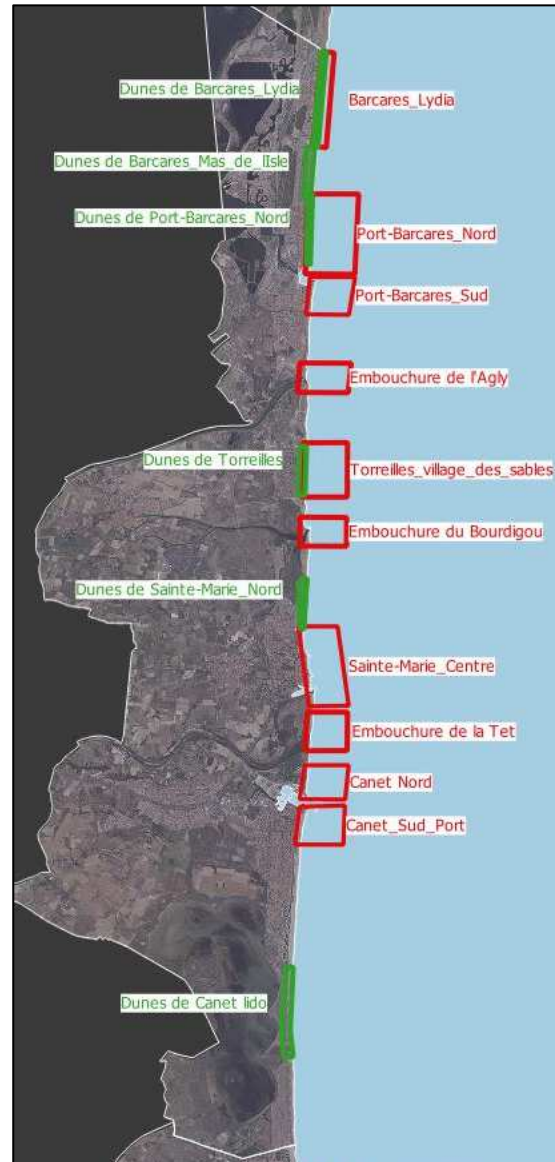 Dunes de Barcares_Lydia
Barcares_Lydia
Dunes de Barcares_Mas_de_lIsle
Dunes de Port-Barcares_Nord
Port-Barcares_Nord
Port-Barcares_Sud
Embouchure de l'Agly
Dunes de Torreilles
Torreilles_village_des_sables
Embouchure du Bourdigou
Dunes de Sainte-Marie_Nord
Sainte-Marie_Centre
Embouchure de la Tet
Canet Nord
Canet_Sud_Port
Dunes de Canet lido